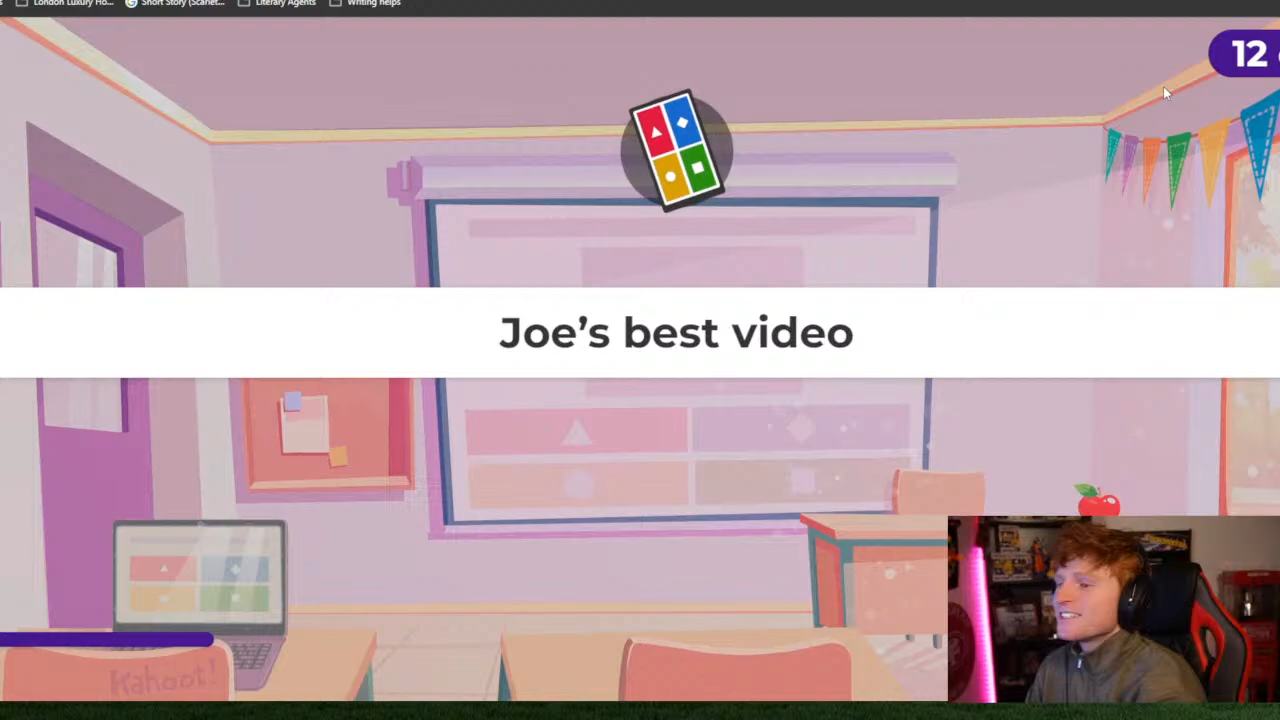 London Luxury Ho... Short Story (Scarlet... Literary Agents Writing helps
12
Joe’s best video
Kahoot!